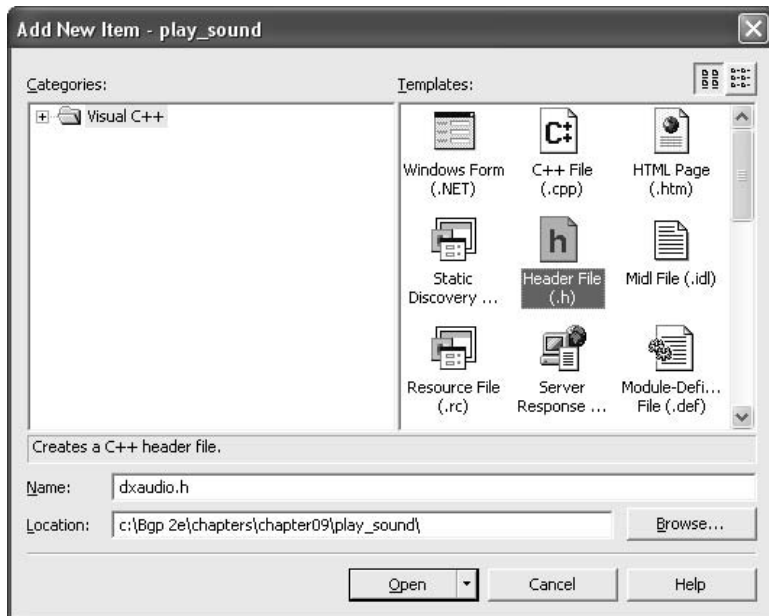 Add New Item - play_sound
Categories:
Templates:
Visual C++
Windows Form
(.NET)
C++ File
(.cpp)
HTML Page
(.htm)
Static
Discovery ...
Header File
(.h)
Midl File (.idl)
Resource File
(.rc)
Server
Response ...
Module-Defi...
File (.def)
Creates a C++ header file.
Name:
dxaudio.h
Location:
c:\Bgp 2e\chapters\chapter09\play_sound\
Browse...
Open
Cancel
Help